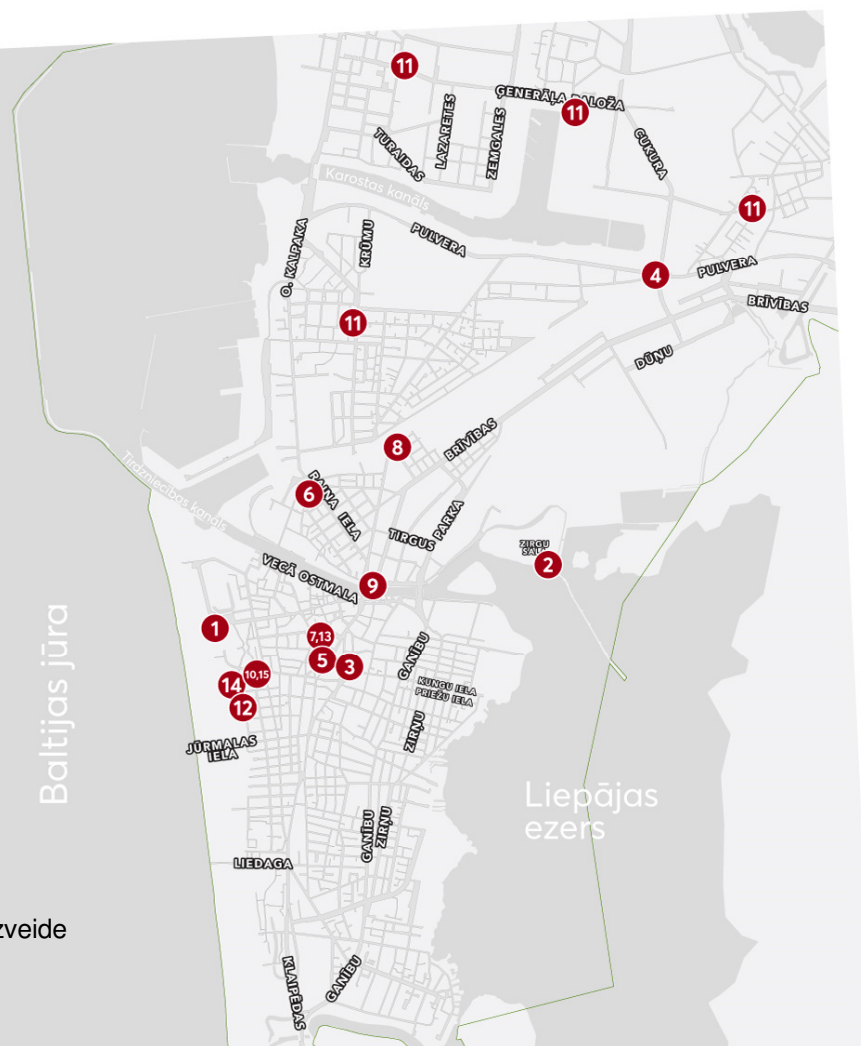 11
ĢENERĀĻA BALOŽA
11
LAZARETES
ZEMGALES
TURAIDAS
CUKURA
Karostas kanāls
11
O. KALPAKA
KRŪMU
PULVERA
4
PULVERA
BRĪVĪBAS
11
DŪŅU
8
BRĪVĪBAS
Tirdzniecības kanāls
6
RAIŅA IELA
TIRGUS
PARKA
ZIRGU
SALA
2
VECĀ OSTMALA
9
1
7,13
5
3
GANĪBU
10,15
14
12
KUNGU IELA
PRIEŽU IELA
ZIRŅU
JŪRMALAS
IELA
Baltijas jūra
Liepājas
ezers
GANĪBU
ZIRŅU
LIEDAGA
zveide
KLAIPĒDAS
GANĪBU